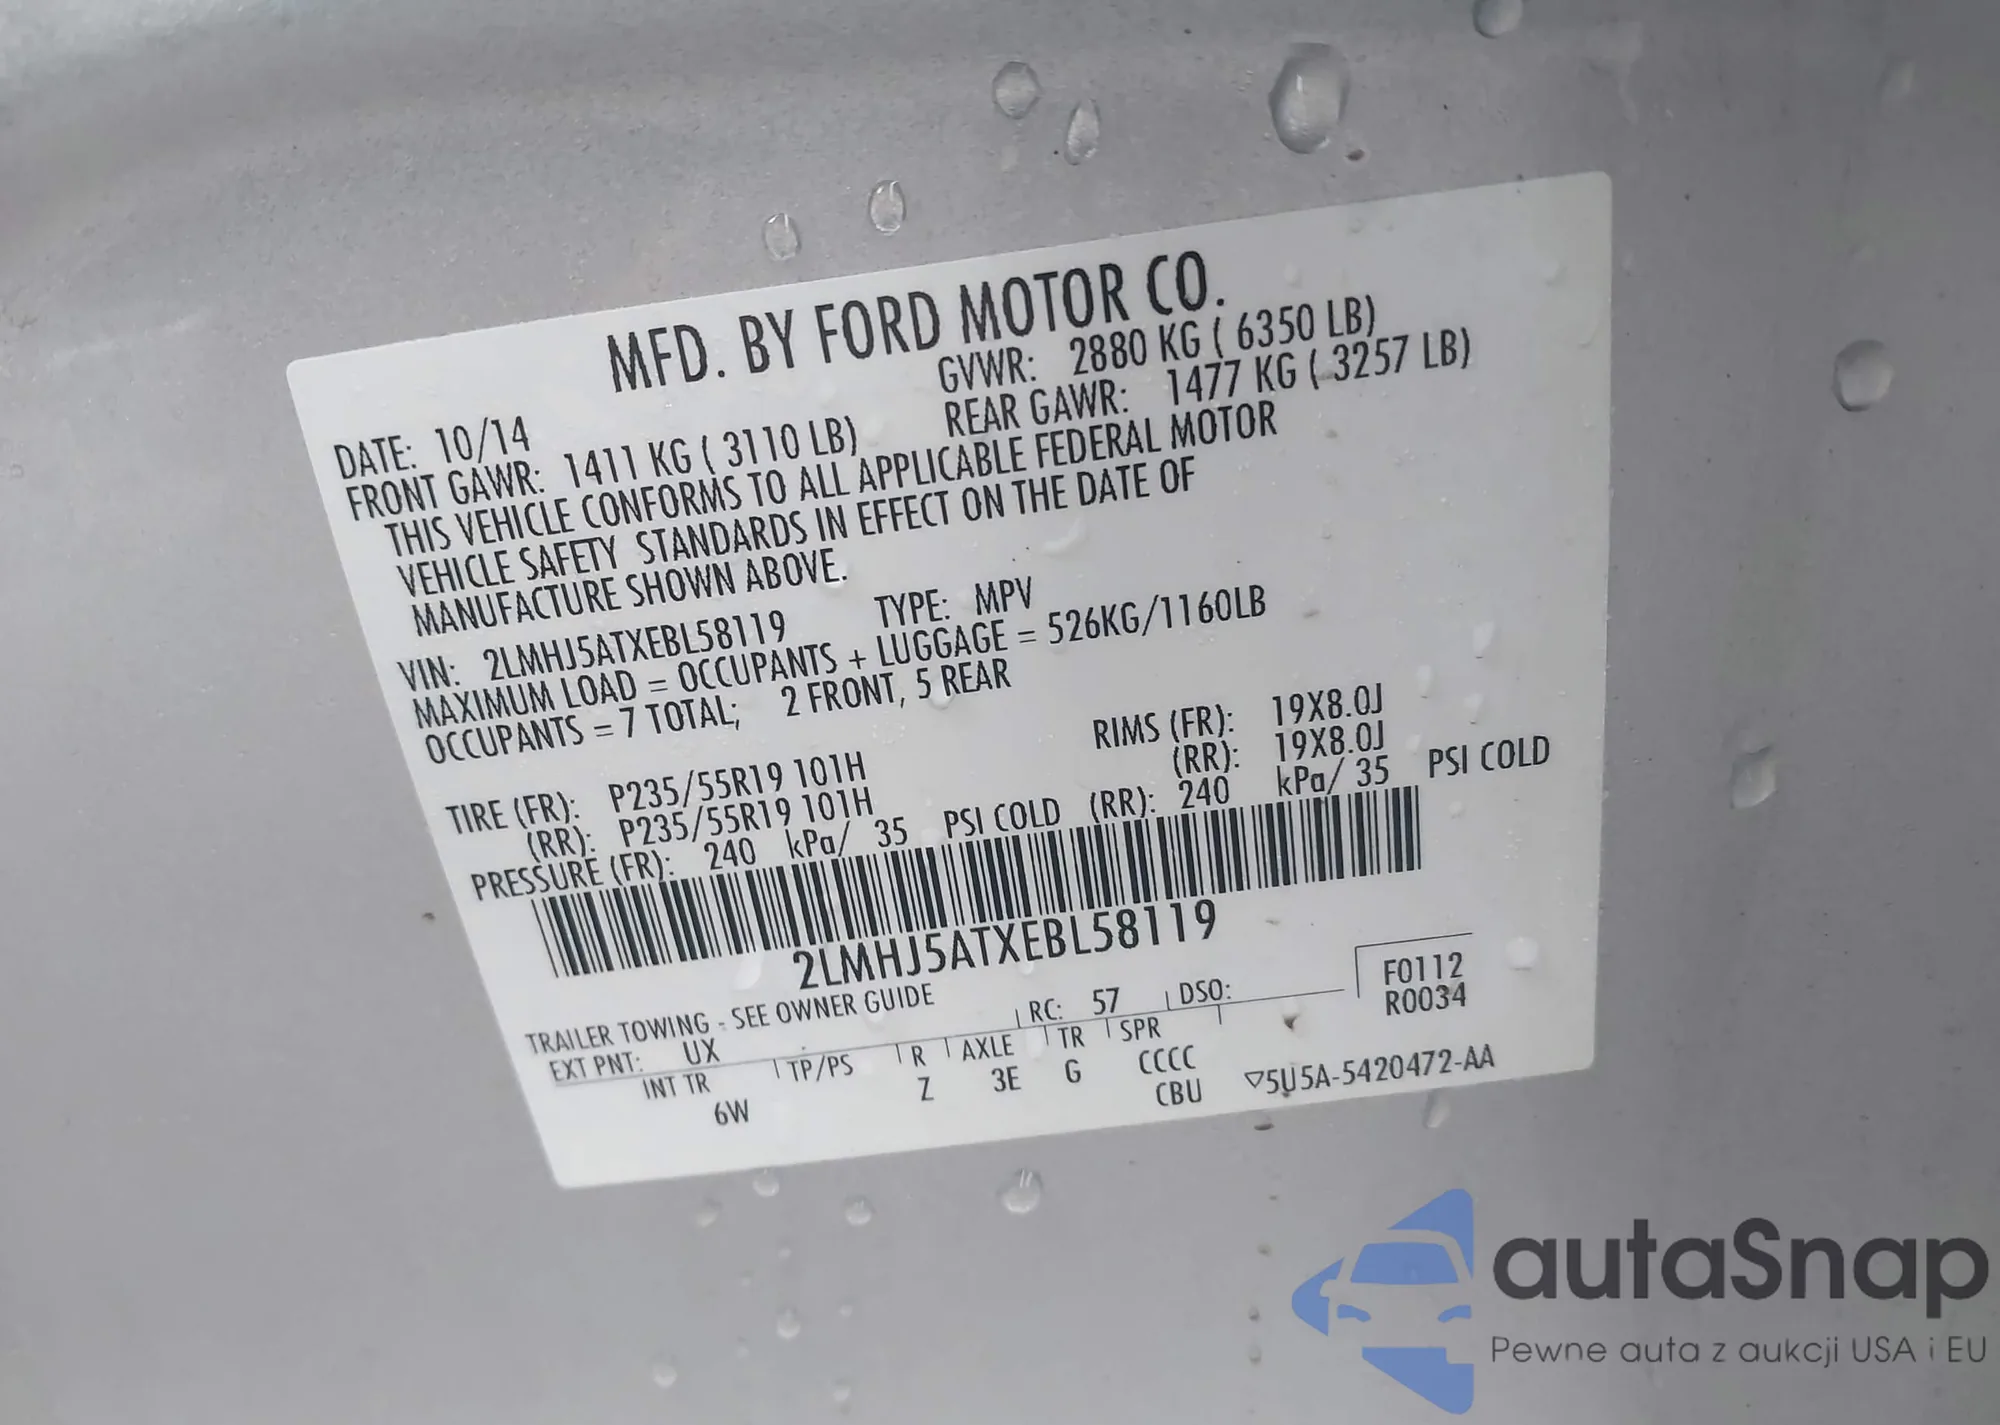 MFD. BY FORD MOTOR CO.
DATE: 10/14 GVWR: 2880 KG ( 6350 LB)
FRONT GAWR: 1411 KG ( 3110 LB) REAR GAWR: 1477 KG ( 3257 LB)
THIS VEHICLE CONFORMS TO ALL APPLICABLE FEDERAL MOTOR
VEHICLE SAFETY STANDARDS IN EFFECT ON THE DATE OF
MANUFACTURE SHOWN ABOVE.
VIN: 2LMHJ5ATXEBL58119 TYPE: MPV
MAXIMUM LOAD = OCCUPANTS + LUGGAGE = 526KG/1160LB
OCCUPANTS = 7 TOTAL; 2 FRONT, 5 REAR
TIRE (FR): P235/55R19 101H RIMS (FR): 19X8.0J
(RR): P235/55R19 101H (RR): 19X8.0J
PRESSURE (FR): 240 kPa/ 35 PSI COLD (RR): 240 kPa/ 35 PSI COLD
2LMHJ5ATXEBL58119
TRAILER TOWING - SEE OWNER GUIDE
EXT PNT: UX RC: 57 DSO: F0112
R0034
INT TR TP/PS R AXLE TR SPR
6W Z 3E G CCCC
CBU ▽5U5A-5420472-AA
autaSnap
Pewne auta z aukcji USA i EU